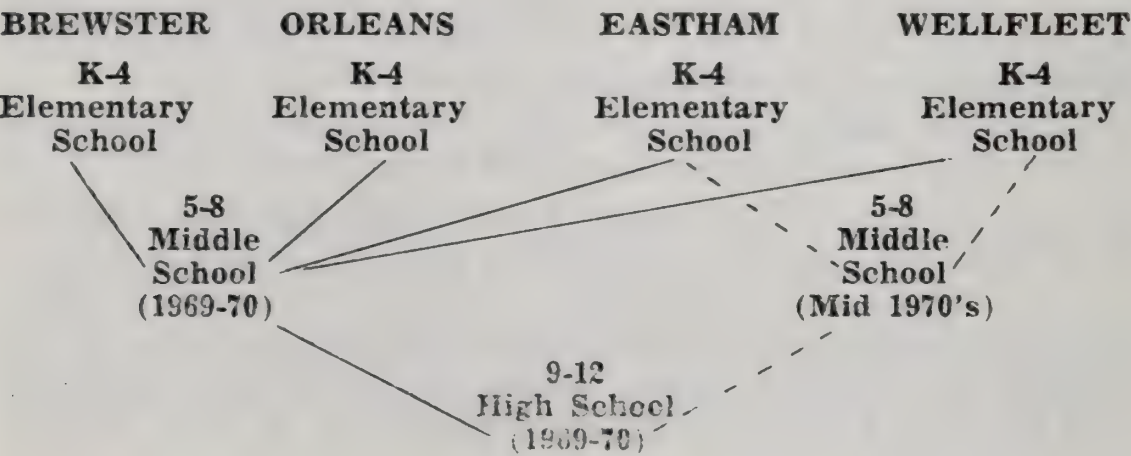 BREWSTER ORLEANS EASTHAM WELLFLEET
K-4 K-4 K-4 K-4
Elementary Elementary Elementary Elementary
School School School School
5-8 5-8
Middle Middle
School School
(1969-70) (Mid 1970's)
9-12
High School
(1969-70)